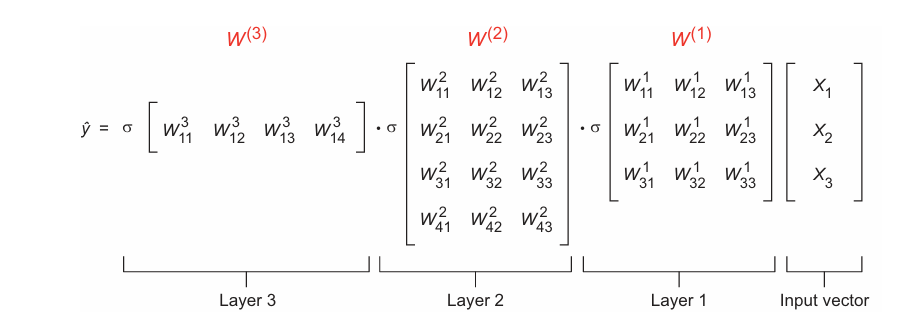 W(3) W(2) W(1)
ŷ = σ [ W³₁₁ W³₁₂ W³₁₃ W³₁₄ ] · σ [ W²₁₁ W²₁₂ W²₁₃ · σ [ W¹₁₁ W¹₁₂ W¹₁₃ ] [ X₁ ]
W²₂₁ W²₂₂ W²₂₃ W¹₂₁ W¹₂₂ W¹₂₃ X₂
W²₃₁ W²₃₂ W²₃₃ W¹₃₁ W¹₃₂ W¹₃₃ X₃
W²₄₁ W²₄₂ W²₄₃ ]
Layer 3 Layer 2 Layer 1 Input vector